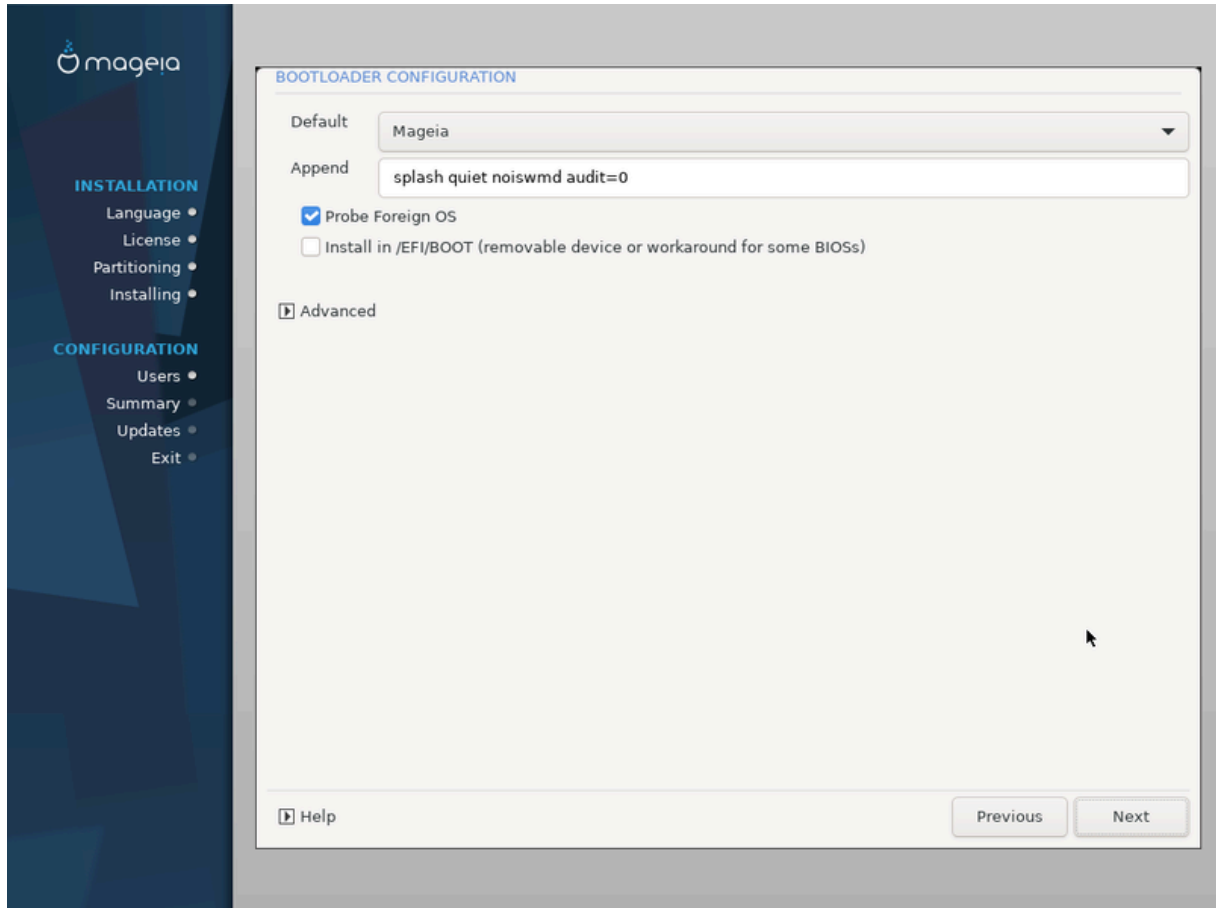 mageia
INSTALLATION
Language
License
Partitioning
Installing
CONFIGURATION
Users
Summary
Updates
Exit
BOOTLOADER CONFIGURATION
Default
Mageia
Append
splash quiet noiswmd audit=0
Probe Foreign OS
Install in /EFI/BOOT (removable device or workaround for some BIOSs)
Advanced
Help
Previous
Next